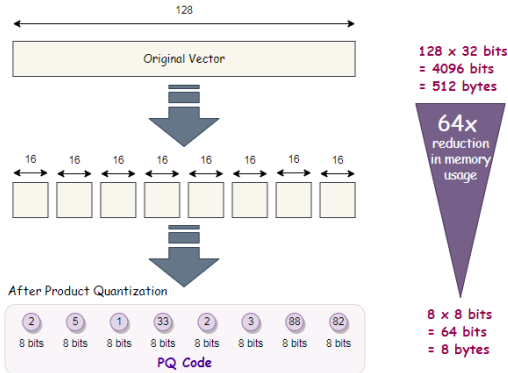 128
Original Vector
16 16 16 16 16 16 16 16
After Product Quantization
2 5 1 33 2 3 88 82
8 bits 8 bits 8 bits 8 bits 8 bits 8 bits 8 bits 8 bits
PQ Code
128 x 32 bits
= 4096 bits
= 512 bytes
64x
reduction
in memory
usage
8 x 8 bits
= 64 bits
= 8 bytes